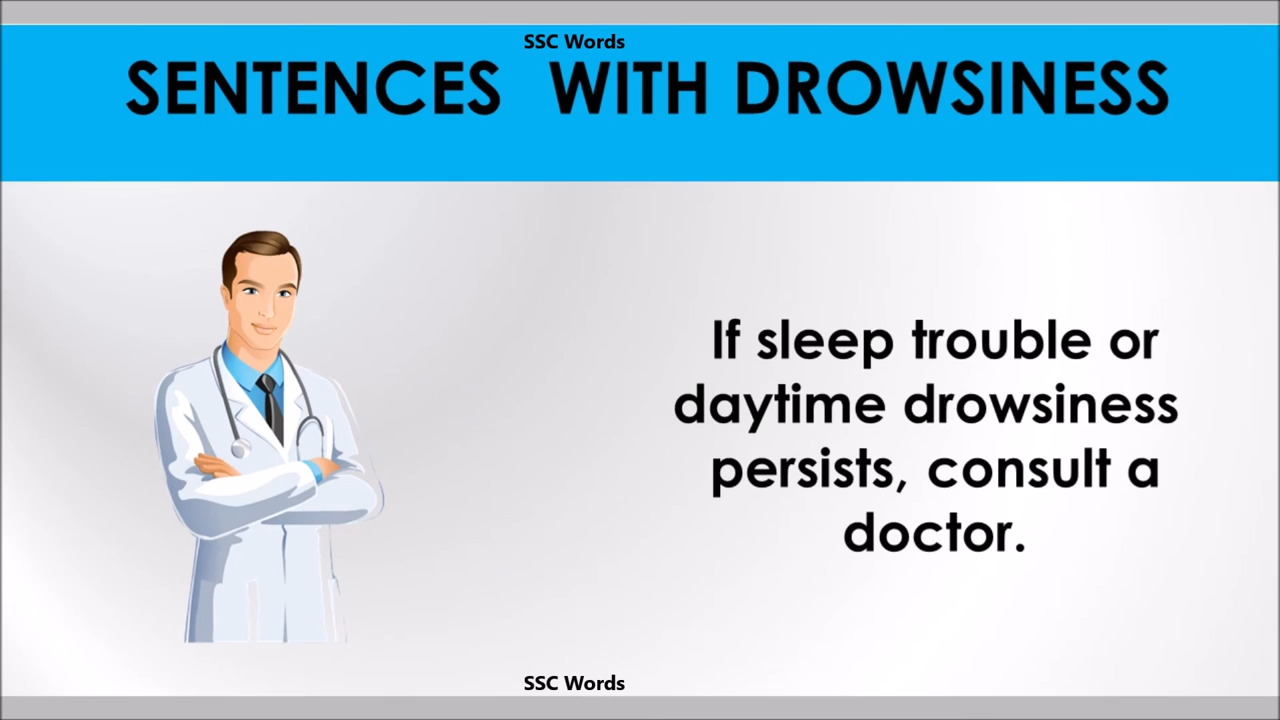 SSC Words
SENTENCES WITH DROWSINESS
If sleep trouble or
daytime drowsiness
persists, consult a
doctor.
SSC Words